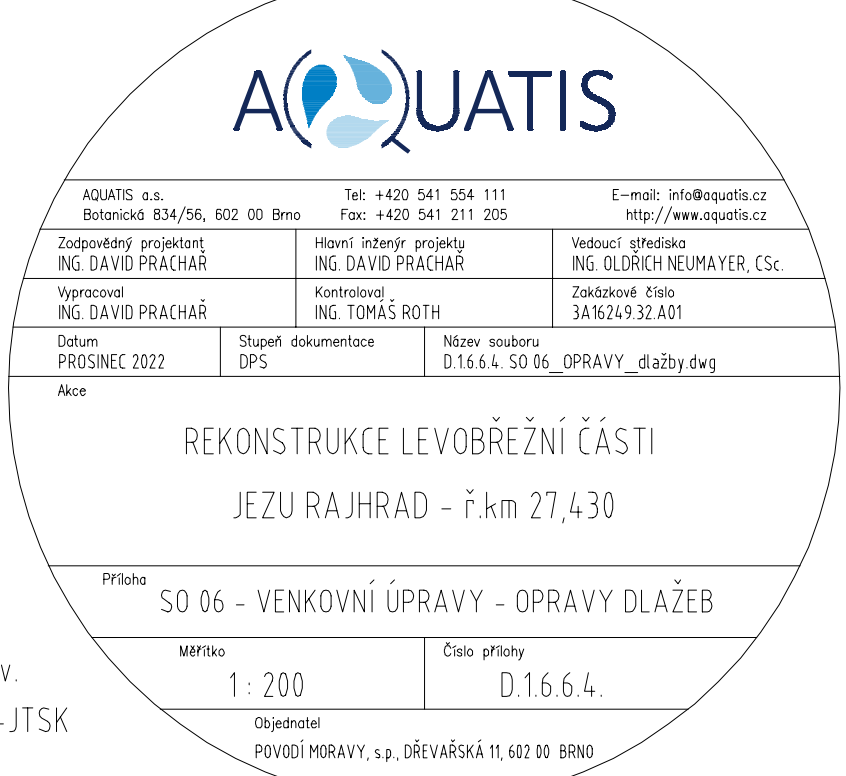 AQUATIS
AQUATIS a.s. Tel: +420 541 554 111 E-mail: info@aquatis.cz
Botanická 834/56, 602 00 Brno Fax: +420 541 211 205 http://www.aquatis.cz
Zodpovědný projektant Hlavní inženýr projektu Vedoucí střediska
ING. DAVID PRACHAŘ ING. DAVID PRACHAŘ ING. OLDŘICH NEUMAYER, CSc.
Vypracoval Kontroloval Zakázkové číslo
ING. DAVID PRACHAŘ ING. TOMÁŠ ROTH 3A16249.32.A01
Datum Stupeň dokumentace Název souboru
PROSINEC 2022 DPS D.1.6.6.4. SO 06_OPRAVY_dlažby.dwg
Akce
REKONSTRUKCE LEVOBŘEŽNÍ ČÁSTI
JEZU RAJHRAD - ř.km 27,430
Příloha
SO 06 - VENKOVNÍ ÚPRAVY - OPRAVY DLAŽEB
Měřítko Číslo přílohy
v.
1 : 200 D.1.6.6.4.
-JTSK
Objednatel
POVODÍ MORAVY, s.p., DŘEVAŘSKÁ 11, 602 00 BRNO